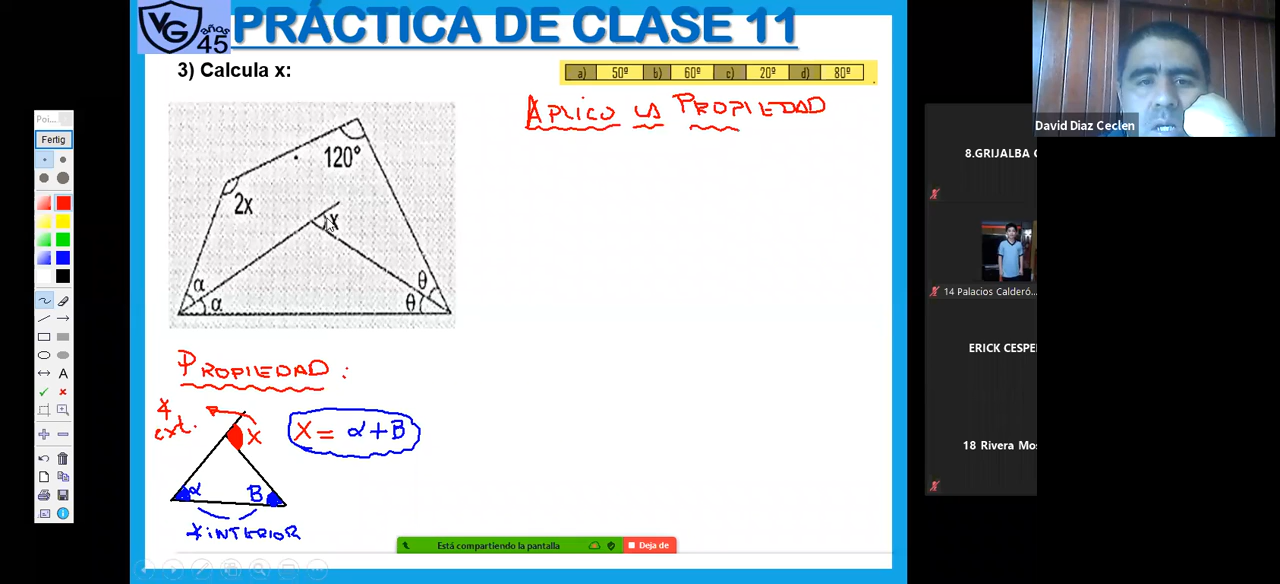 VG
años
45
PRÁCTICA DE CLASE 11
3) Calcula x:
a) 50º b) 60º c) 20º d) 80º
APLICO LA PROPIEDAD
120°
2x
x
α
α
θ
θ
PROPIEDAD:
∡
ext.
X
X = α + B
α
B
∡ INTERIOR
Fertig
A
Está compartiendo la pantalla
Deja de
David Diaz Ceclen
8.GRIJALBA
14 Palacios Calderó...
ERICK CESPE
18 Rivera Mos